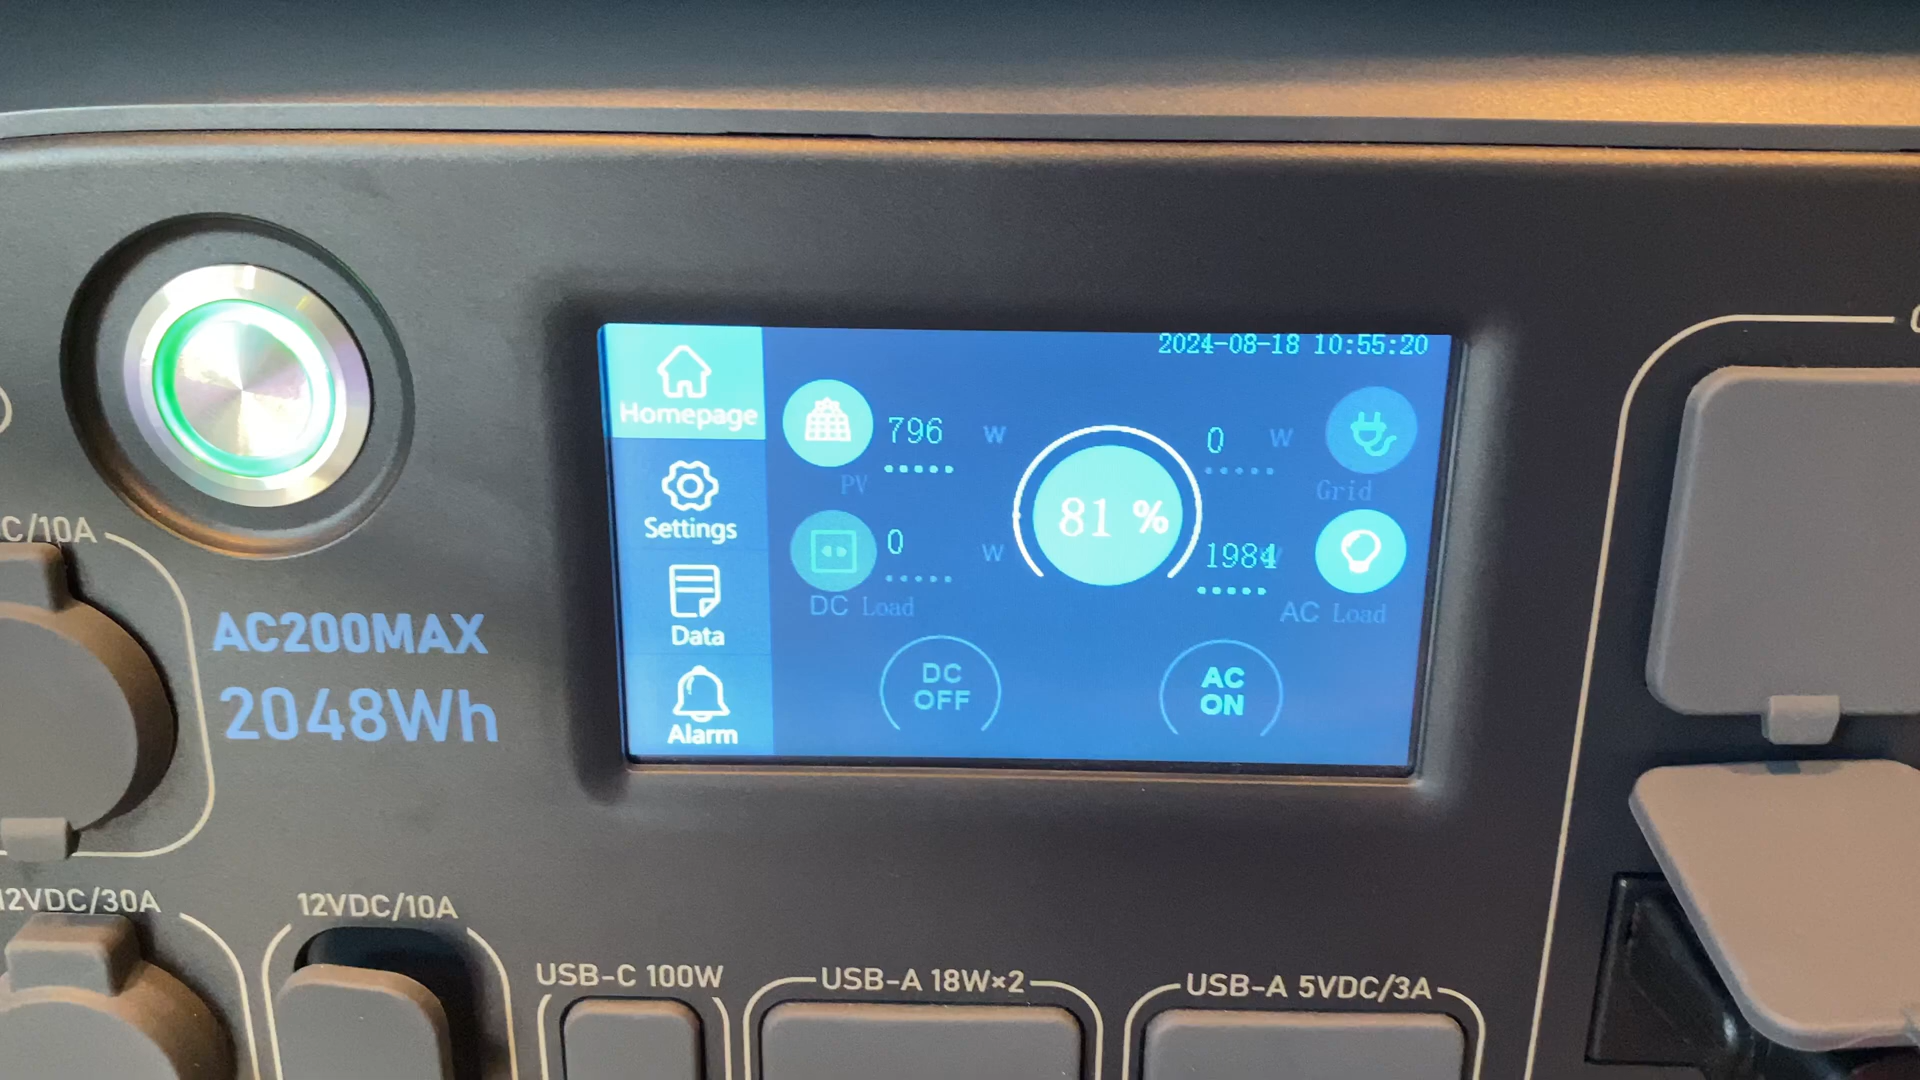 2024-08-18 10:55:20
Homepage
796 W
PV
0 W
Grid
81 %
Settings
0 W
DC Load
1984
AC Load
Data
DC
OFF
AC
ON
Alarm
C/10A
AC200MAX
2048Wh
12VDC/30A
12VDC/10A
USB-C 100W
USB-A 18W×2
USB-A 5VDC/3A